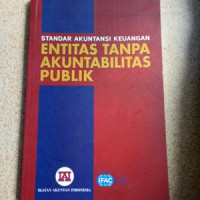 STANDAR AKUNTANSI KEUANGAN
ENTITAS TANPA
AKUNTABILITAS
PUBLIK
IAI
IKATAN AKUNTAN INDONESIA
IFAC